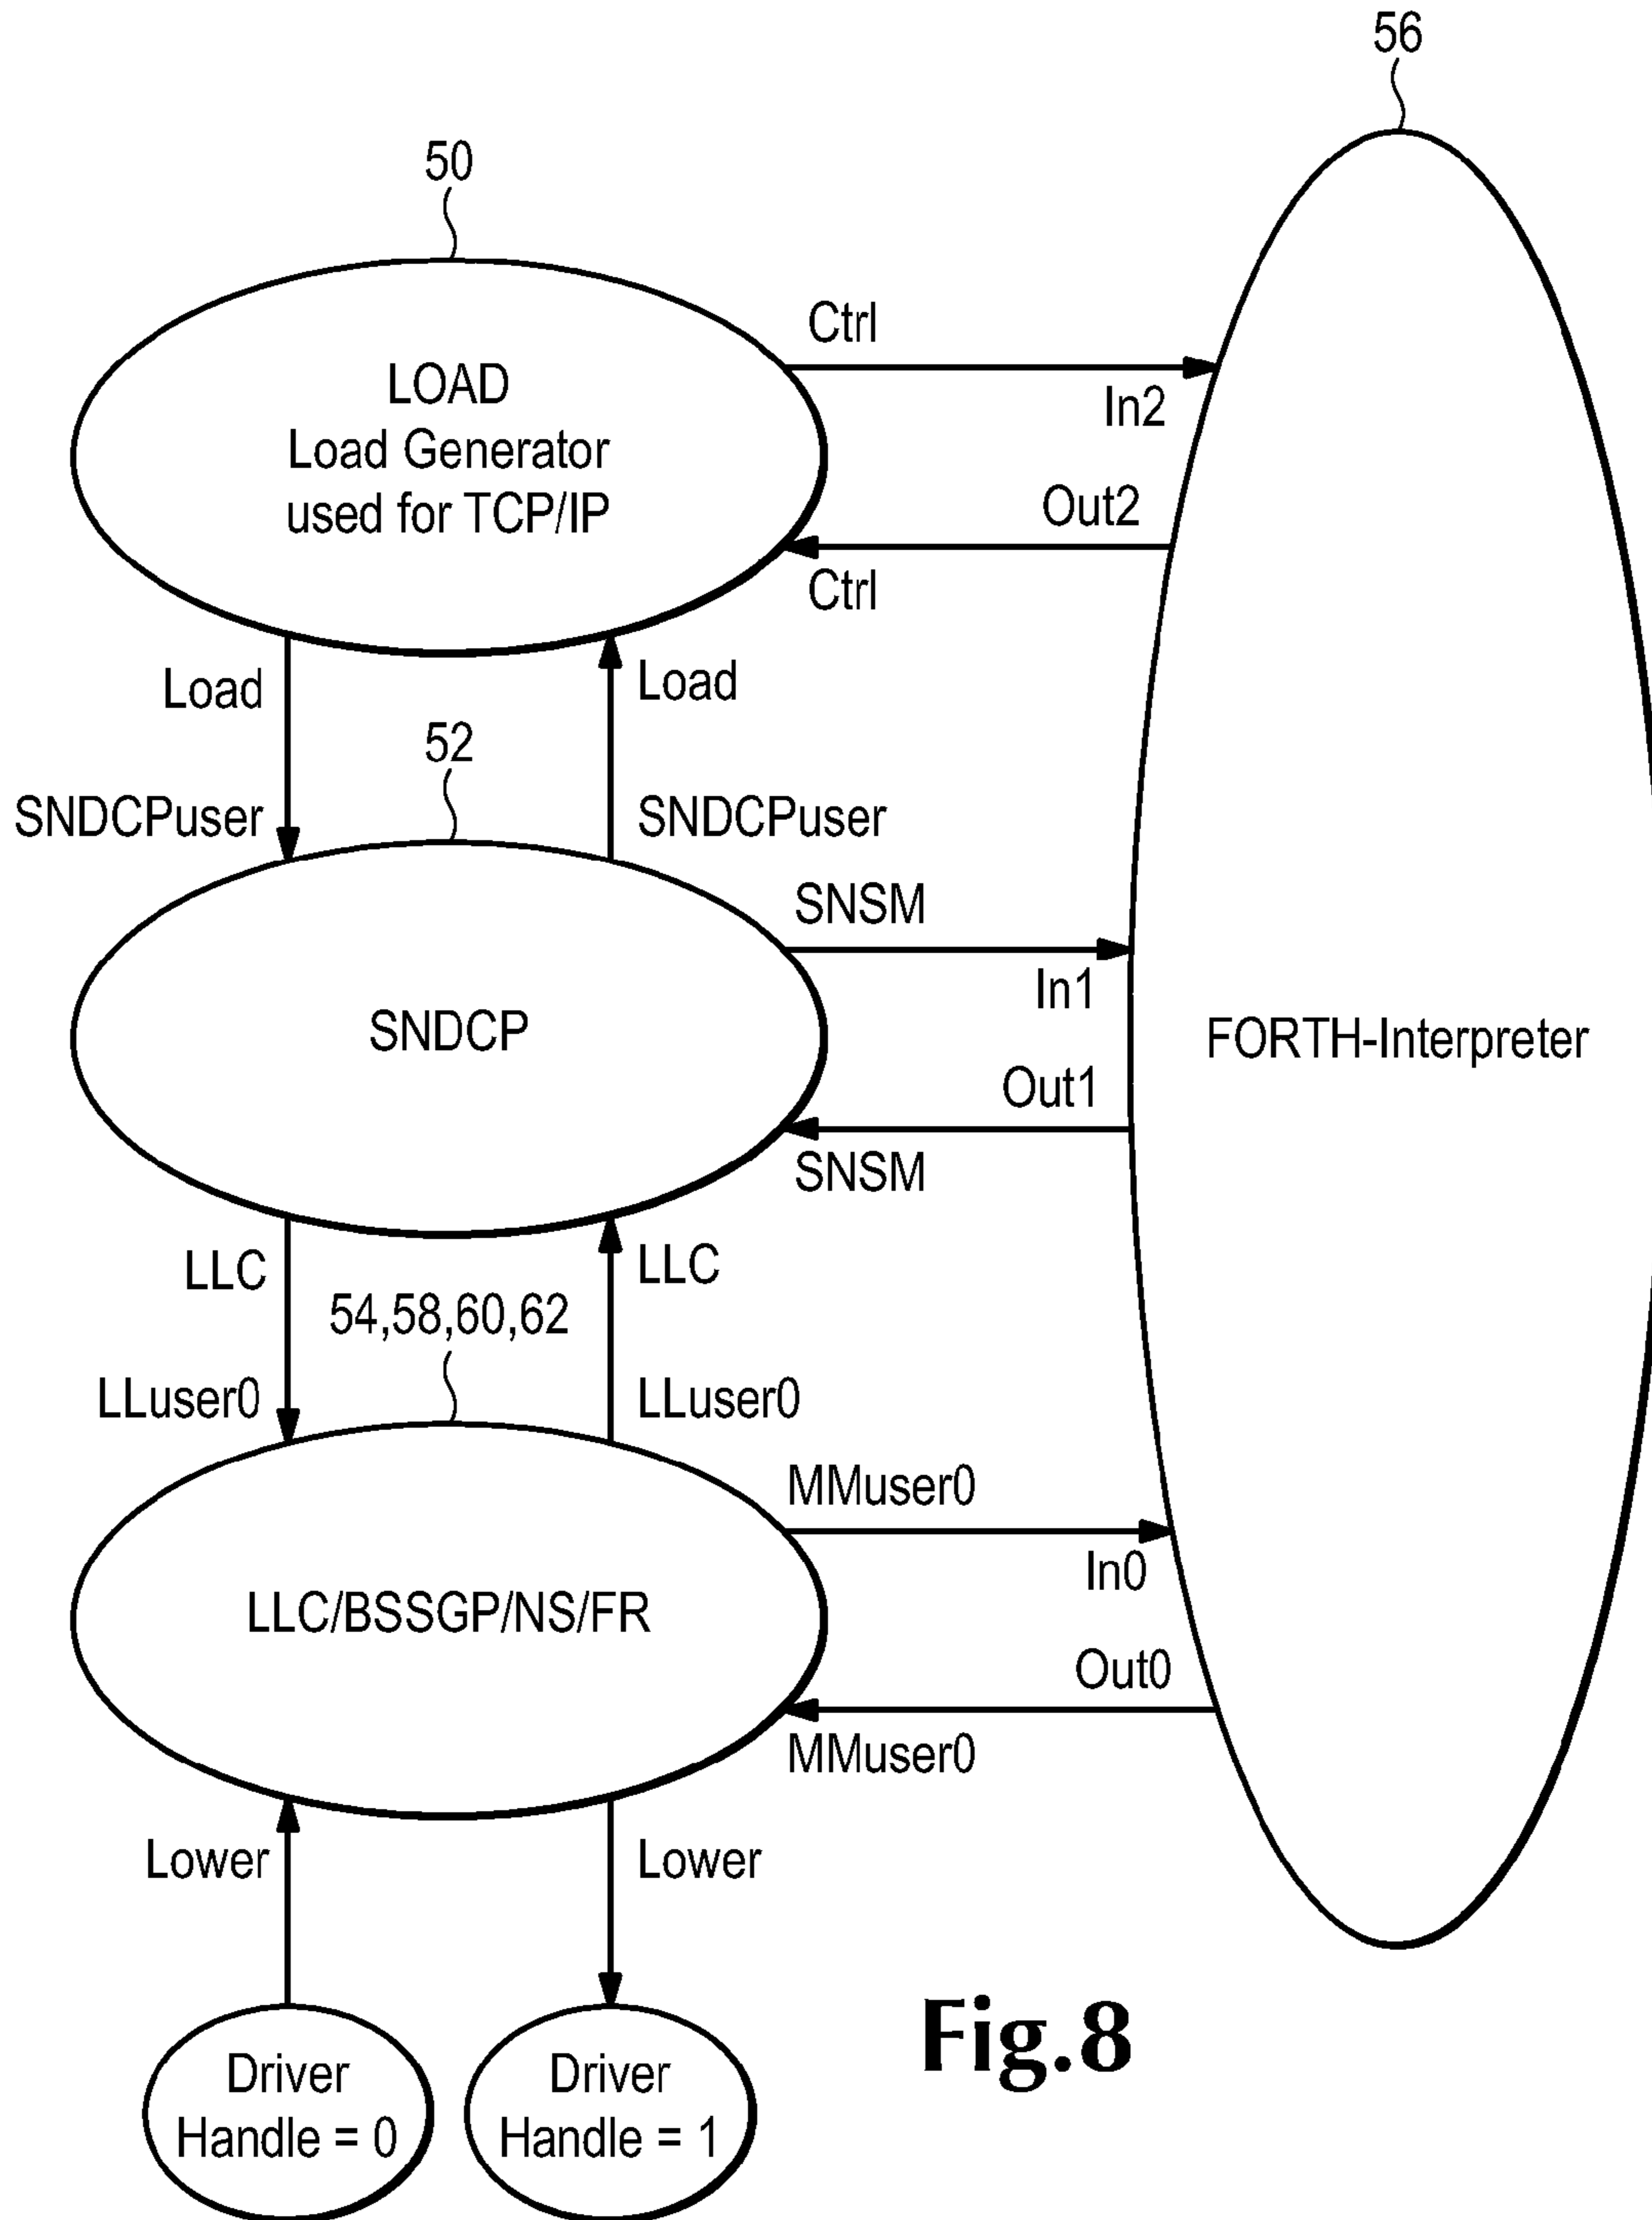 56
50
Ctrl
LOAD
Load Generator
used for TCP/IP
In2
Out2
Ctrl
Load
Load
52
SNDCPuser
SNDCPuser
SNSM
In1
SNDCP
FORTH-Interpreter
Out1
SNSM
LLC
LLC
54,58,60,62
LLuser0
LLuser0
MMuser0
In0
LLC/BSSGP/NS/FR
Out0
MMuser0
Lower
Lower
Driver
Handle = 0
Driver
Handle = 1
Fig.8